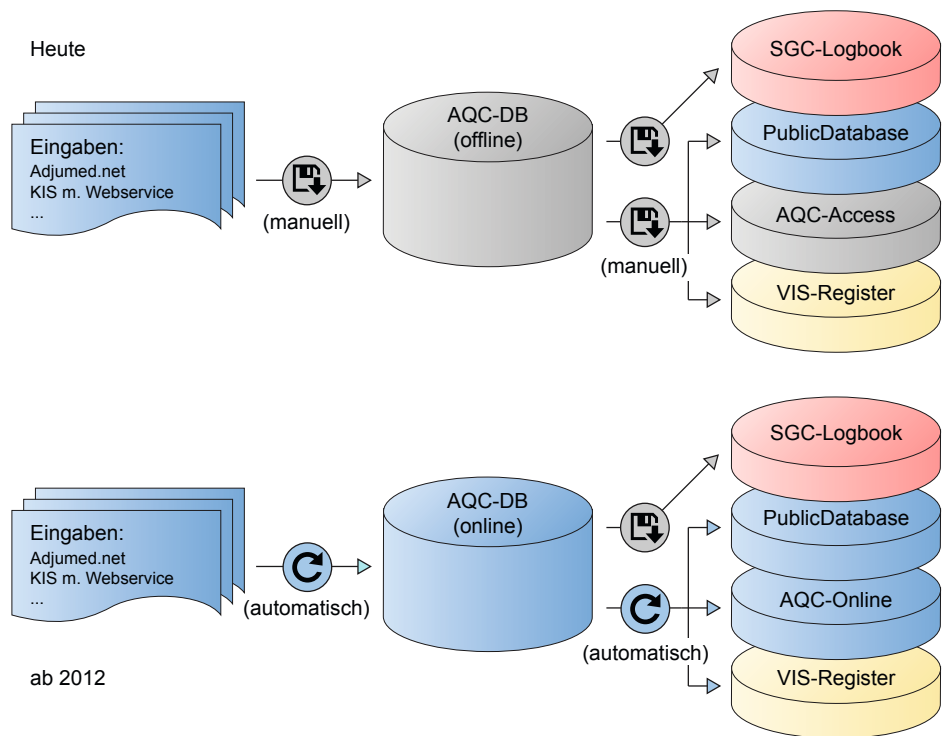 Heute
Eingaben:
Adjumed.net
KIS m. Webservice
...
(manuell)
AQC-DB
(offline)
(manuell)
SGC-Logbook
PublicDatabase
AQC-Access
VIS-Register
Eingaben:
Adjumed.net
KIS m. Webservice
...
(automatisch)
AQC-DB
(online)
(automatisch)
SGC-Logbook
PublicDatabase
AQC-Online
VIS-Register
ab 2012